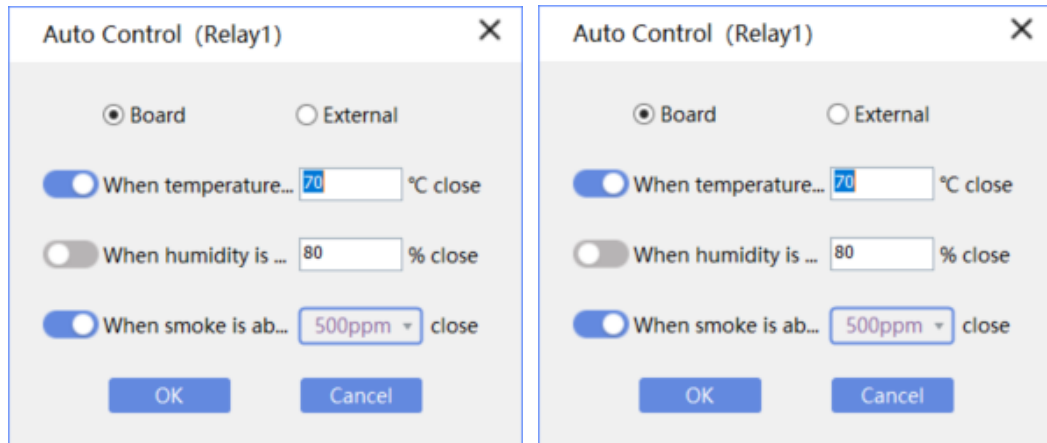 Auto Control (Relay1)
Board External
When temperature... 70 ℃ close
When humidity is ... 80 % close
When smoke is ab... 500ppm close
OK Cancel
Auto Control (Relay1)
Board External
When temperature... 70 ℃ close
When humidity is ... 80 % close
When smoke is ab... 500ppm close
OK Cancel